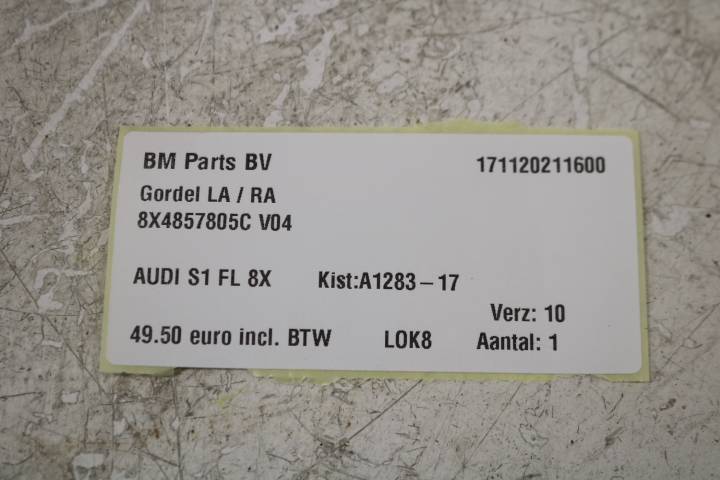 BM Parts BV 171120211600
Gordel LA / RA
8X4857805C V04
AUDI S1 FL 8X Kist:A1283-17
Verz: 10
49.50 euro incl. BTW LOK8 Aantal: 1